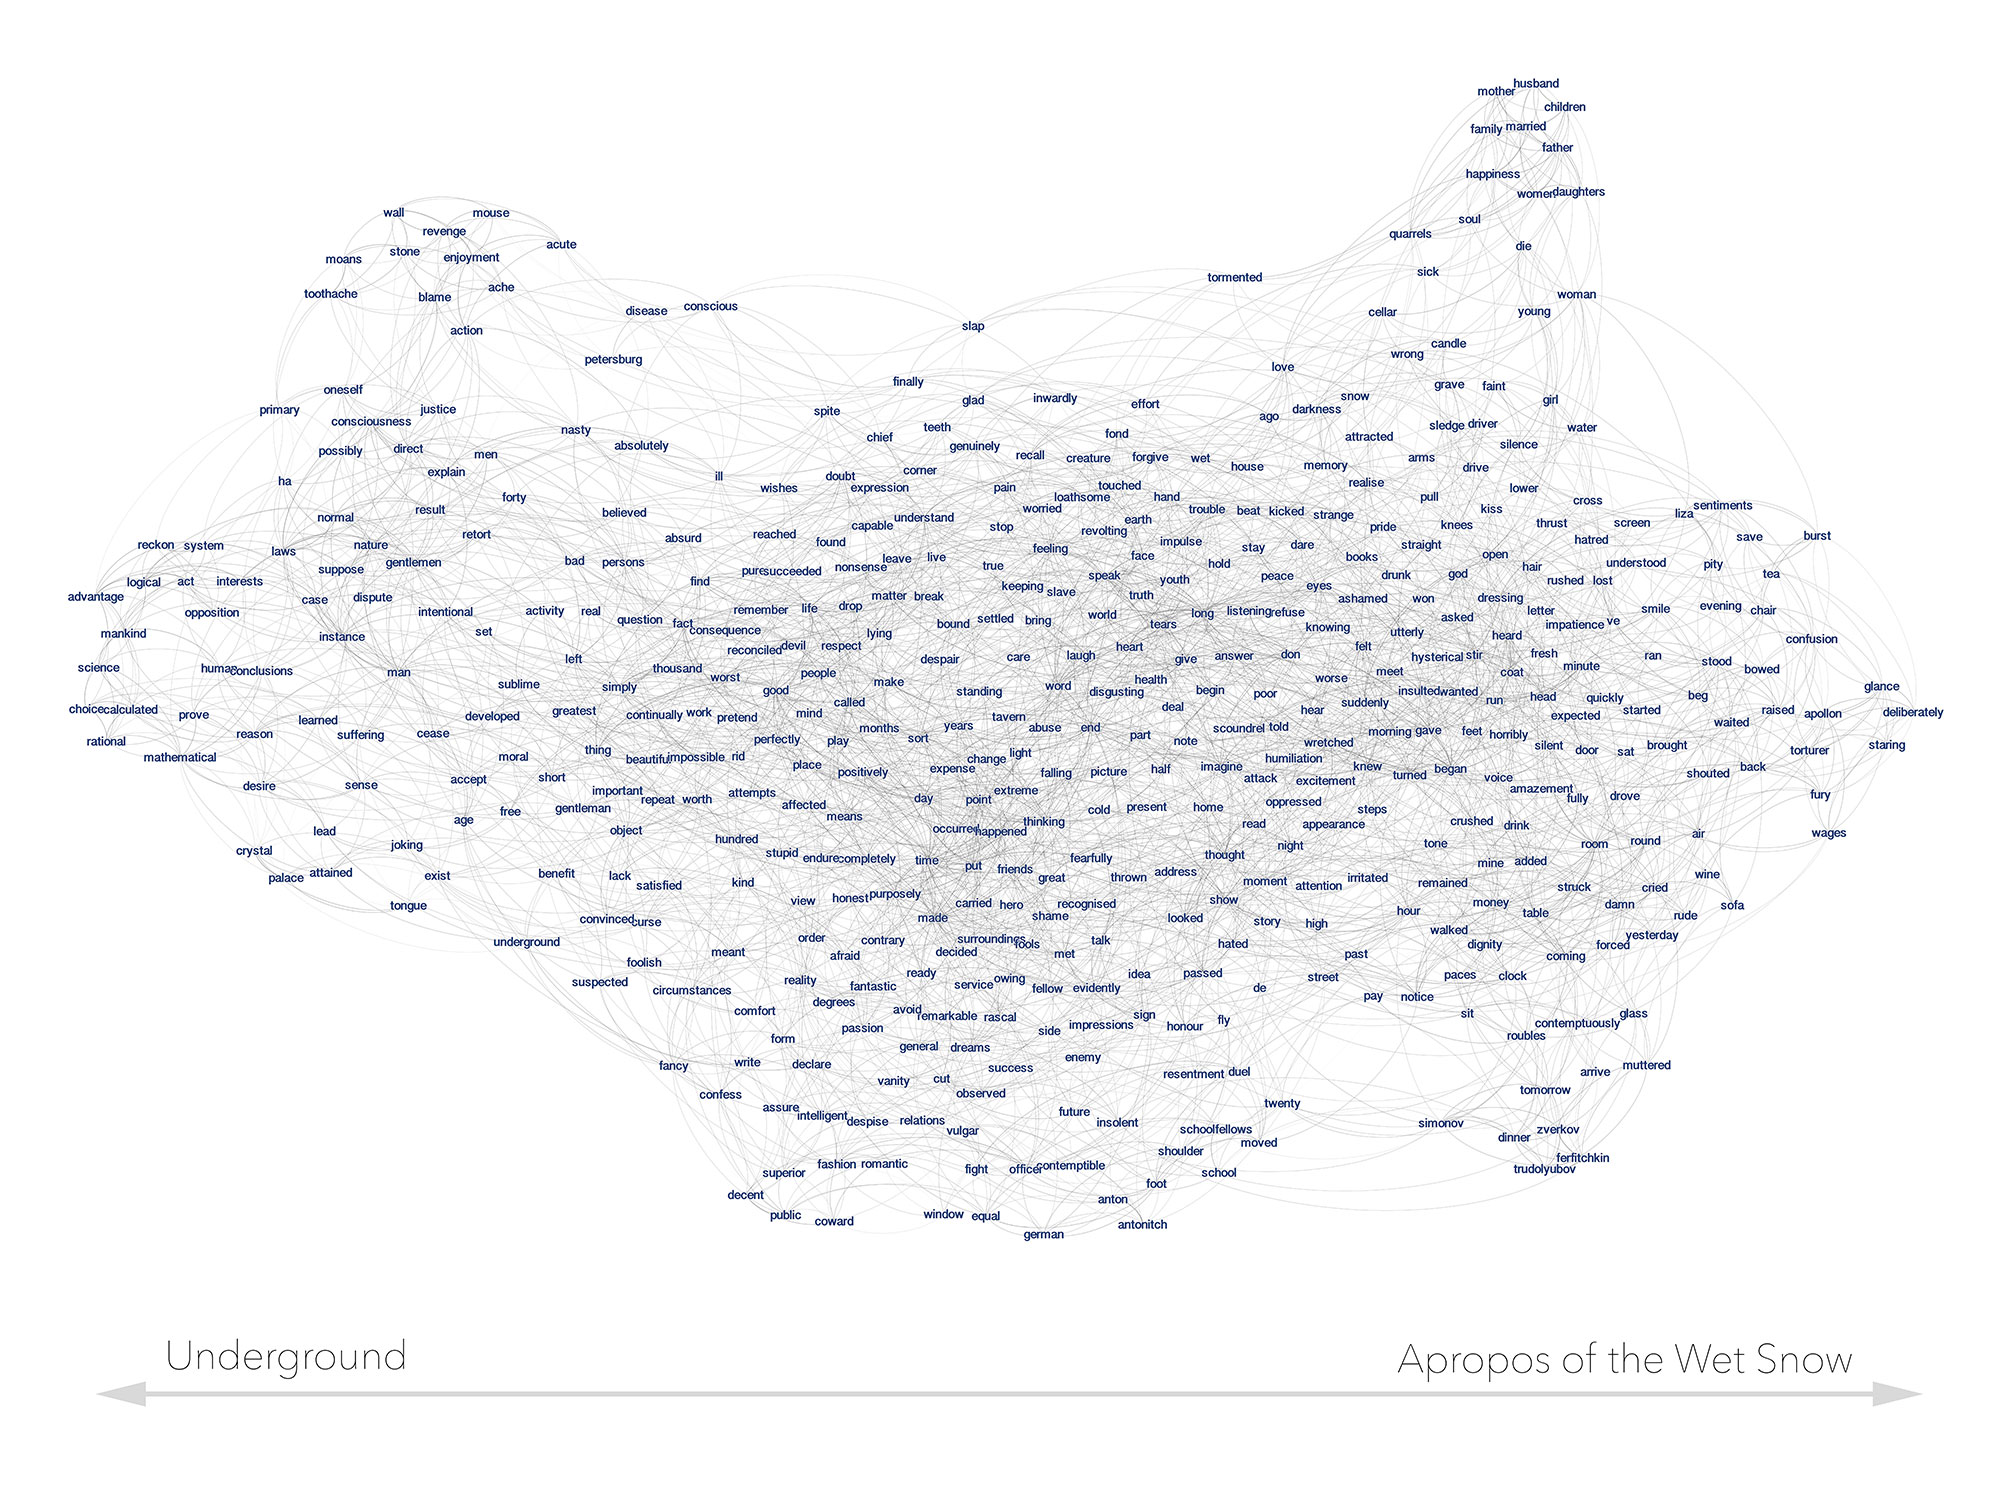 husband
mother
children
family married
father
happiness
women daughters
wall mouse
soul
revenge
quarrels
acute
die
stone
enjoyment
moans
sick
tormented
ache
toothache
blame
woman
conscious
disease
cellar
young
slap
action
candle
wrong
petersburg
love
finally
grave faint
oneself
snow
glad inwardly
girl
effort
primary
justice
spite
darkness
ago
consciousness
sledge driver
teeth
water
nasty
fond
chief
attracted
absolutely
genuinely
silence
possibly direct
men
recall
creature forgive wet
arms
house
memory
drive
explain
corner
ill
doubt
ha
realise
touched
wishes
expression
pain
lower
forty
loathsome
hand
pull
cross
sentiments
result
believed
worried
trouble beat kicked
kiss
liza
strange
normal
understand
earth
capable
stop
pride
knees
thrust
screen
retort
reached
revolting
absurd
burst
save
found
impulse
hatred
reckon system
nature
straight
laws
feeling
stay
dare
face
open
books
leave live
bad persons
gentlemen
understood
pity
hold
true
nonsense
hair
suppose
pure succeeded
speak
peace
drunk
god
tea
logical act interests
find
youth
rushed lost
keeping
eyes
slave
advantage
case
dispute
matter break
truth
ashamed
won
dressing
drop
evening
opposition
intentional
activity real
remember life
world
long listening refuse
letter
smile
chair
question
fact
bound settled bring
tears
asked
impatience ve
mankind
instance
set
consequence
lying
knowing
utterly
heard
confusion
reconciled devil respect
heart
felt
fresh
left
despair
care
laugh
give answer don
hysterical stir
ran
stood
science
human conclusions
man
thousand
people
minute
bowed
worst
meet
coat
health
worse
sublime simply
make
word
glance
good
standing
disgusting
begin
poor
insulted wanted
head
quickly
beg
called
suddenly
run
choice calculated
prove
learned
developed
greatest
continually work pretend
mind
tavern
deal
hear
expected
started
raised apollon deliberately
months
years
abuse end
scoundrel told
waited
reason
suffering
cease
morning gave
feet horribly
rational
perfectly
play
sort
part
note
wretched
silent
door
sat
brought
staring
thing
light
torturer
mathematical
moral
beautiful impossible rid
change
humiliation
place
positively
expense
falling picture half
imagine
knew
began
back
accept
short
turned
voice
shouted
desire
sense
attack
excitement
important
attempts
extreme
amazement
fully
drove
fury
repeat worth
day
point
gentleman
free
affected
cold present home
oppressed
steps
means
age
thinking
crushed drink
lead
object
occurred
happened
read
appearance
air
wages
hundred
round
joking
tone
room
night
crystal
stupid
endure completely
time
fearfully
thought
mine added
put
friends
attained
benefit
lack
address
wine
palace
exist
great
thrown
moment
attention
irritated
remained
satisfied
kind
struck
cried
purposely
view
honest
show
money
tongue
carried hero
recognised
damn
sofa
hour
table
convinced curse
made
shame
looked
story
high
rude
walked
yesterday
underground
order
contrary
surroundings
fools
talk
hated
dignity
forced
meant
afraid
decided
met
past
coming
foolish
ready
idea
passed
street
paces
clock
suspected
reality
owing
circumstances
fantastic
service
fellow evidently
de
pay
notice
degrees
comfort
avoid
remarkable rascal
sign
fly
sit
glass
passion
side impressions
honour
contemptuously
form
roubles
general dreams
enemy
fancy
write
declare
success
resentment duel
arrive
muttered
vanity
cut
confess
observed
tomorrow
assure
twenty
intelligent
future
despise relations
insolent
simonov
vulgar
schoolfellows
zverkov
moved
dinner
shoulder
fashion romantic
ferfitchkin
superior
fight
officer contemptible
school
trudolyubov
foot
decent
anton
public
coward
window equal
antonitch
german
Underground
Apropos of the Wet Snow